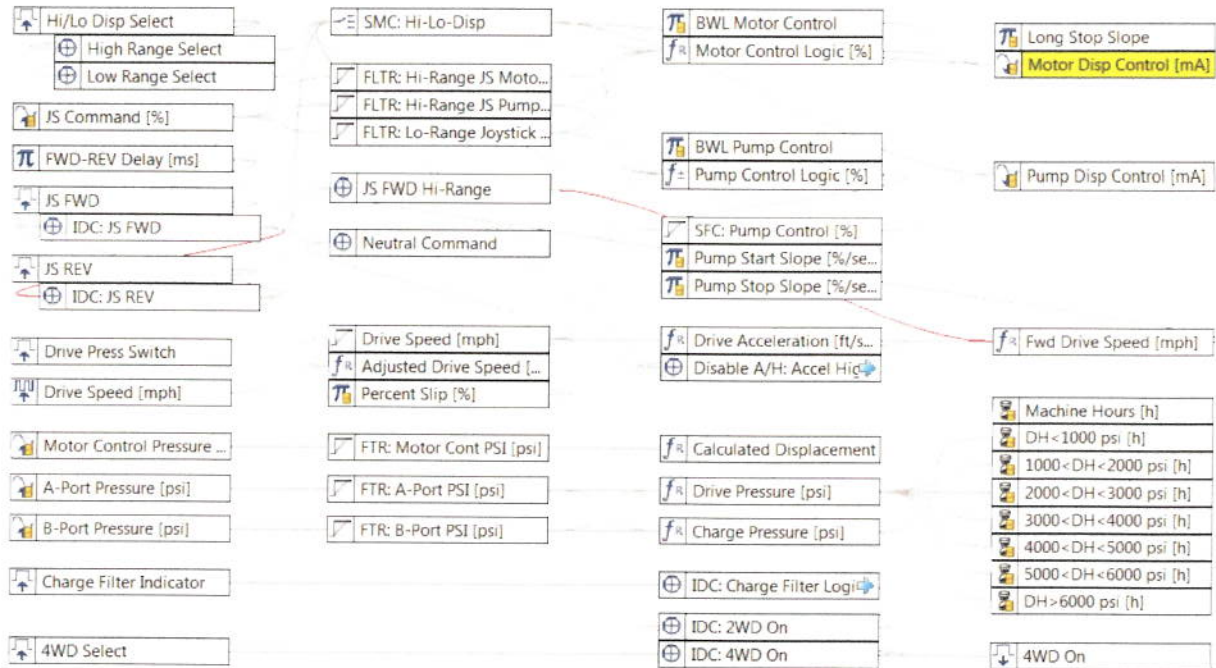 Hi/Lo Disp Select
High Range Select
Low Range Select
JS Command [%]
FWD-REV Delay [ms]
JS FWD
IDC: JS FWD
JS REV
IDC: JS REV
Drive Press Switch
Drive Speed [mph]
Motor Control Pressure ...
A-Port Pressure [psi]
B-Port Pressure [psi]
Charge Filter Indicator
4WD Select
SMC: Hi-Lo-Disp
FLTR: Hi-Range JS Moto...
FLTR: Hi-Range JS Pump...
FLTR: Lo-Range Joystick ...
JS FWD Hi-Range
Neutral Command
Drive Speed [mph]
Adjusted Drive Speed [...
Percent Slip [%]
FTR: Motor Cont PSI [psi]
FTR: A-Port PSI [psi]
FTR: B-Port PSI [psi]
BWL Motor Control
Motor Control Logic [%]
BWL Pump Control
Pump Control Logic [%]
SFC: Pump Control [%]
Pump Start Slope [%/se...
Pump Stop Slope [%/se...
Drive Acceleration [ft/s...
Disable A/H: Accel Hig
Calculated Displacement
Drive Pressure [psi]
Charge Pressure [psi]
IDC: Charge Filter Logi
IDC: 2WD On
IDC: 4WD On
Long Stop Slope
Motor Disp Control [mA]
Pump Disp Control [mA]
Fwd Drive Speed [mph]
Machine Hours [h]
DH<1000 psi [h]
1000<DH<2000 psi [h]
2000<DH<3000 psi [h]
3000<DH<4000 psi [h]
4000<DH<5000 psi [h]
5000<DH<6000 psi [h]
DH>6000 psi [h]
4WD On